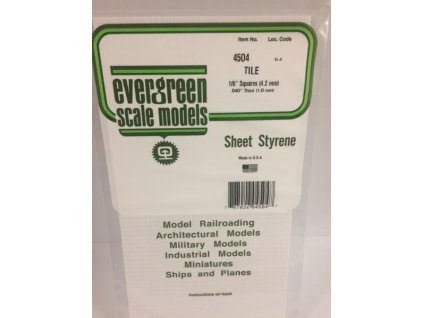 Item No. Loc. Code
4504
TILE
1/6" Squares (4.2 mm)
.040" Thick (1.0 mm)
evergreen
scale models
Sheet Styrene
Made in U.S.A.
Model Railroading
Architectural Models
Military Models
Industrial Models
Miniatures
Ships and Planes
Instructions on back